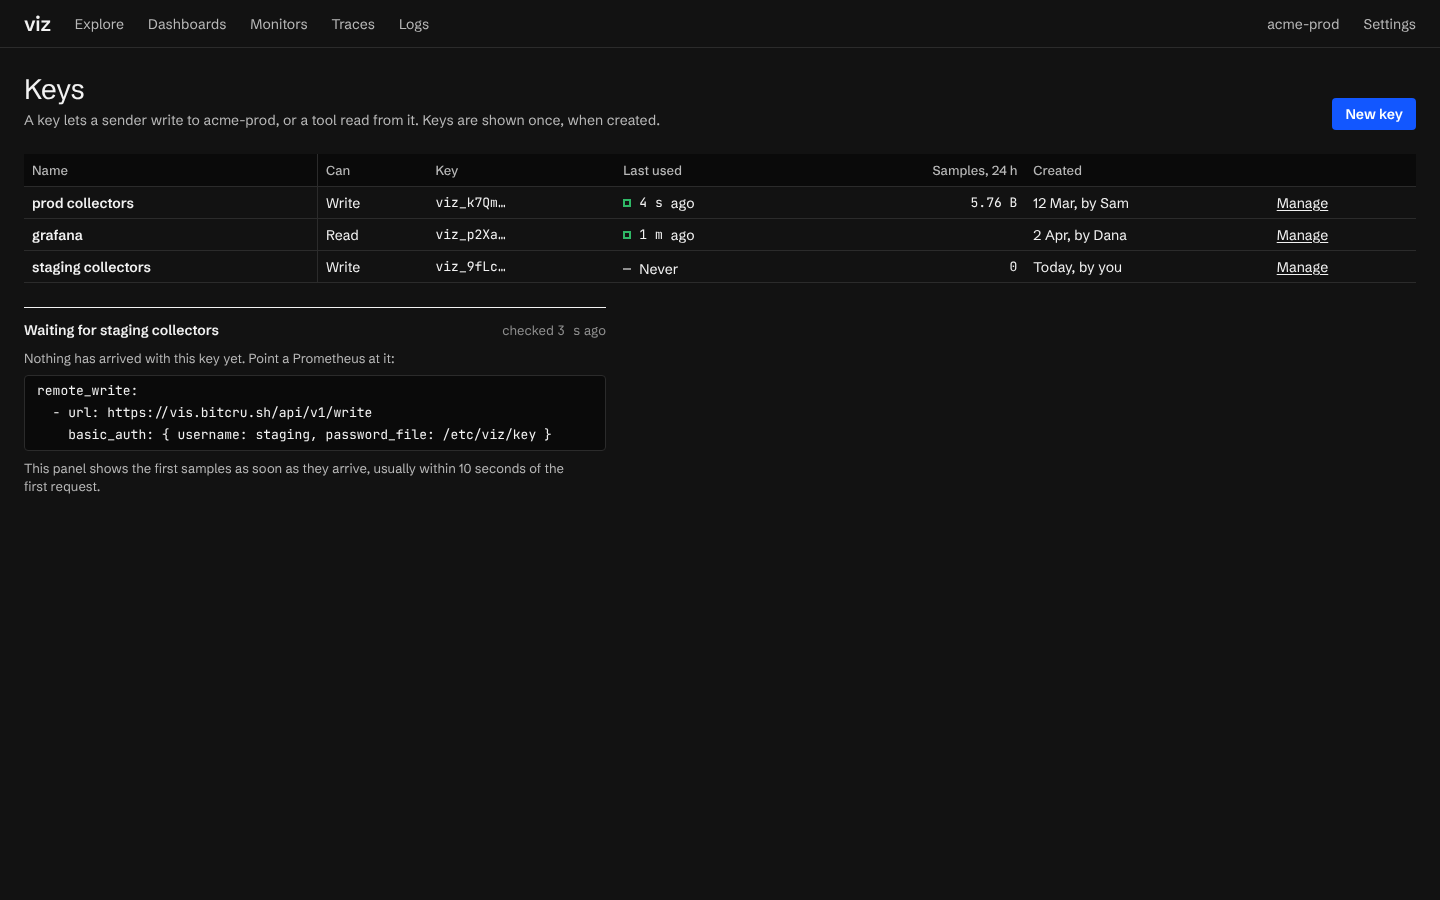 viz Explore Dashboards Monitors Traces Logs acme-prod Settings
Keys
A key lets a sender write to acme-prod, or a tool read from it. Keys are shown once, when created.
New key
Name Can Key Last used Samples, 24 h Created
prod collectors Write viz_k7Qm… 4 s ago 5.76 B 12 Mar, by Sam Manage
grafana Read viz_p2Xa… 1 m ago 2 Apr, by Dana Manage
staging collectors Write viz_9fLc… – Never 0 Today, by you Manage
Waiting for staging collectors checked 3 s ago
Nothing has arrived with this key yet. Point a Prometheus at it:
remote_write:
  - url: https://vis.bitcru.sh/api/v1/write
    basic_auth: { username: staging, password_file: /etc/viz/key }
This panel shows the first samples as soon as they arrive, usually within 10 seconds of the
first request.